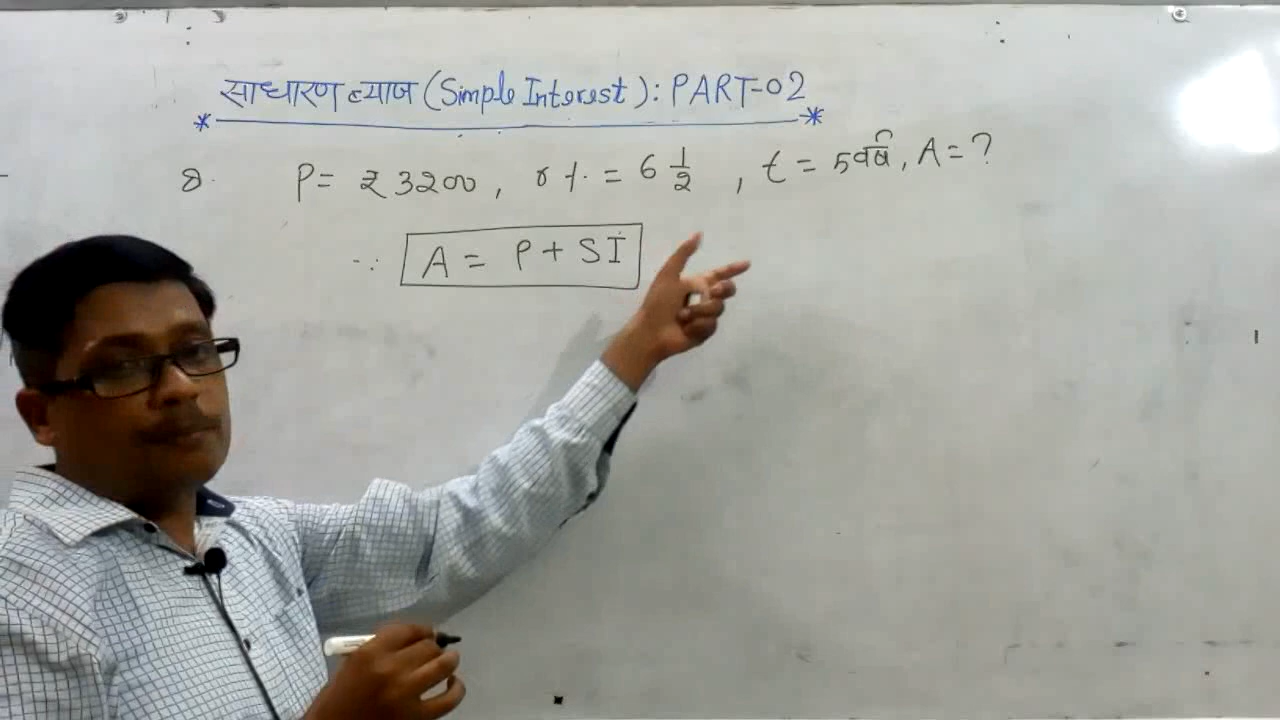 साधारण ब्याज (Simple Interest): PART-02
8. P = ₹ 3200, r % = 6 1/2, t = 5 वर्ष, A = ?
∵ A = P + SI